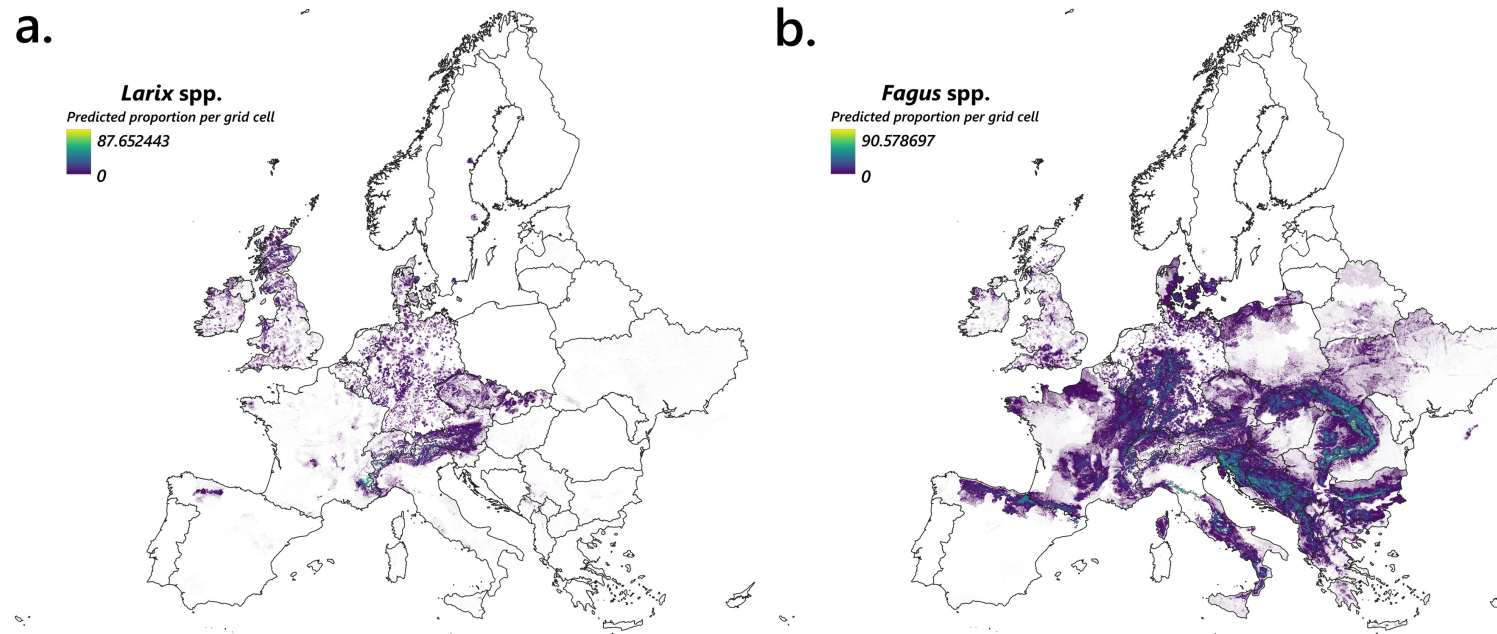 a.
Larix spp.
Predicted proportion per grid cell
87.652443
0
b.
Fagus spp.
Predicted proportion per grid cell
90.578697
0